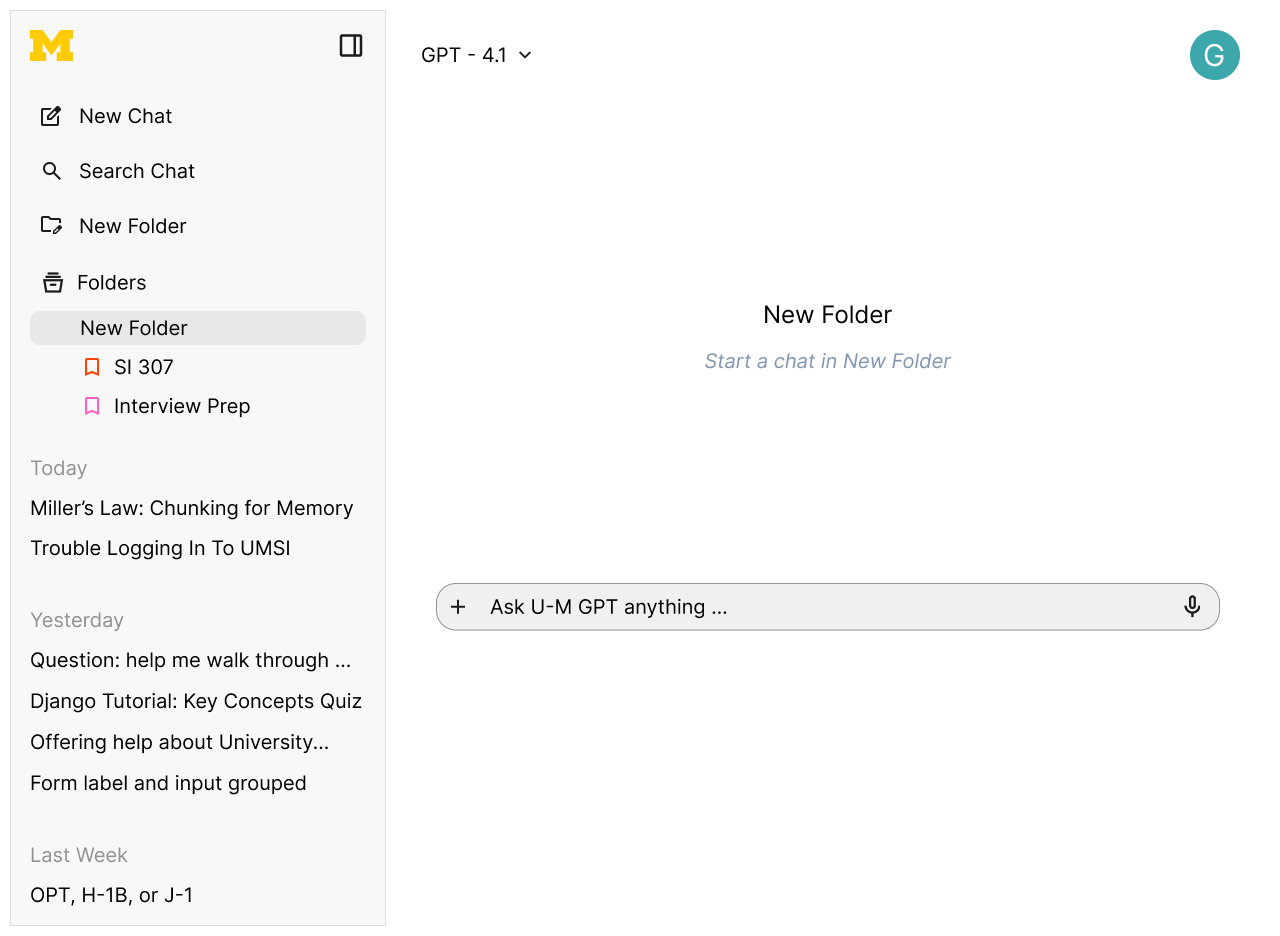 M
GPT - 4.1
G
New Chat
Search Chat
New Folder
Folders
New Folder
SI 307
Interview Prep
Today
Miller’s Law: Chunking for Memory
Trouble Logging In To UMSI
Yesterday
Question: help me walk through ...
Django Tutorial: Key Concepts Quiz
Offering help about University...
Form label and input grouped
Last Week
OPT, H-1B, or J-1
New Folder
Start a chat in New Folder
Ask U-M GPT anything ...